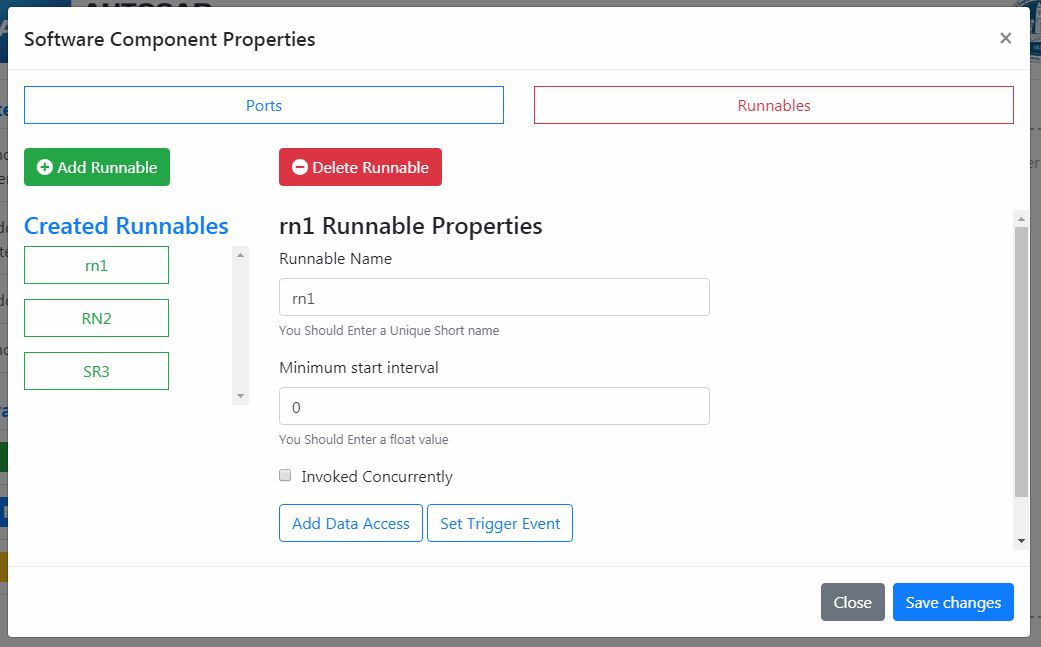 AUTOSAR
Software Component Properties
×
Ports
Runnables
Add Runnable
Delete Runnable
Created Runnables
rn1
RN2
SR3
rn1 Runnable Properties
Runnable Name
rn1
You Should Enter a Unique Short name
Minimum start interval
0
You Should Enter a float value
Invoked Concurrently
Add Data Access
Set Trigger Event
Close
Save changes